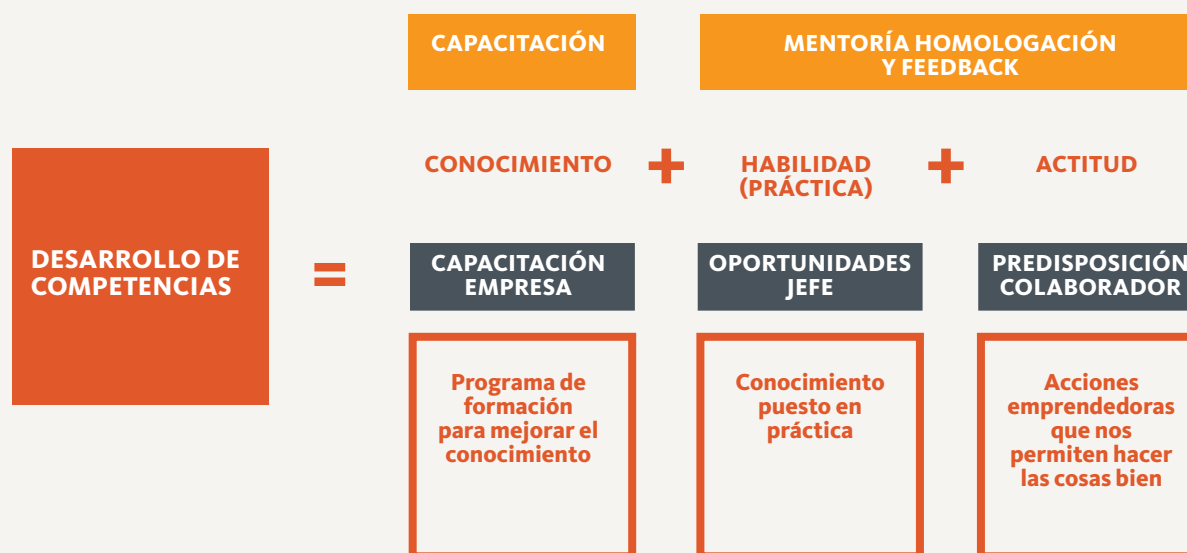 CAPACITACIÓN
MENTORÍA HOMOLOGACIÓN
Y FEEDBACK
CONOCIMIENTO
+
HABILIDAD
(PRÁCTICA)
+
ACTITUD
DESARROLLO DE
COMPETENCIAS
=
CAPACITACIÓN
EMPRESA
OPORTUNIDADES
JEFE
PREDISPOSICIÓN
COLABORADOR
Programa de
formación
para mejorar el
conocimiento
Conocimiento
puesto en
práctica
Acciones
emprendedoras
que nos
permiten hacer
las cosas bien